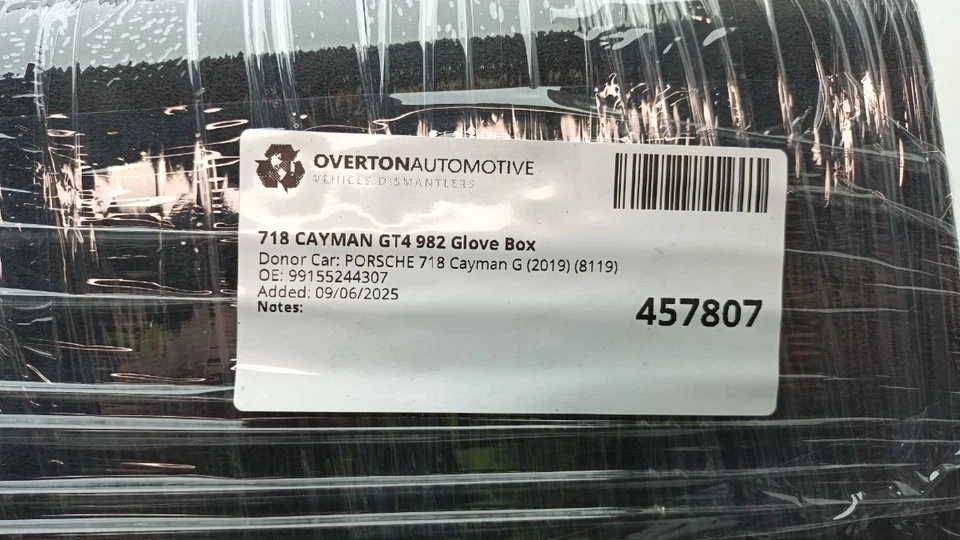 OVERTONAUTOMOTIVE
VEHICLE DISMANTLERS
718 CAYMAN GT4 982 Glove Box
Donor Car: PORSCHE 718 Cayman G (2019) (8119)
OE: 99155244307
Added: 09/06/2025
Notes:
457807